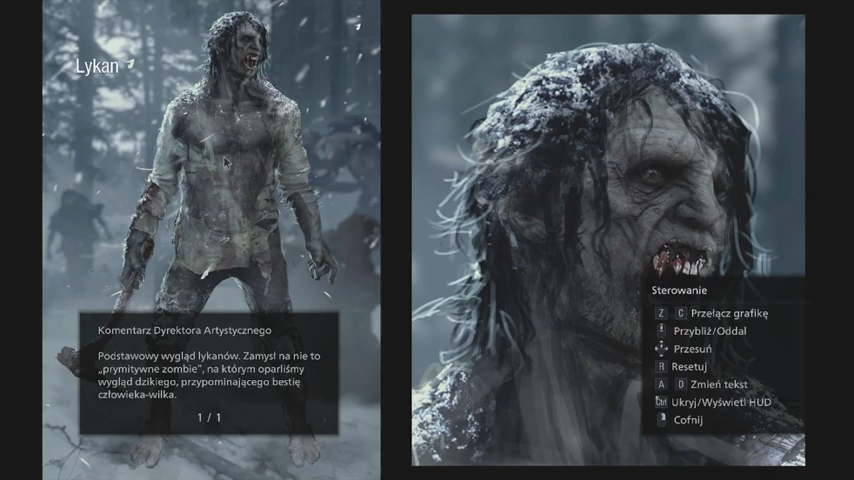 Lykan
Komentarz Dyrektora Artystycznego
Podstawowy wygląd lykanów. Zamysł na nie to
„prymitywne zombie”, na którym oparliśmy
wygląd dzikiego, przypominającego bestię
człowieka-wilka.
1 / 1
Sterowanie
Z C Przełącz grafikę
Przybliż/Oddal
Przesuń
R Resetuj
A D Zmień tekst
Ctrl Ukryj/Wyświetl HUD
Cofnij